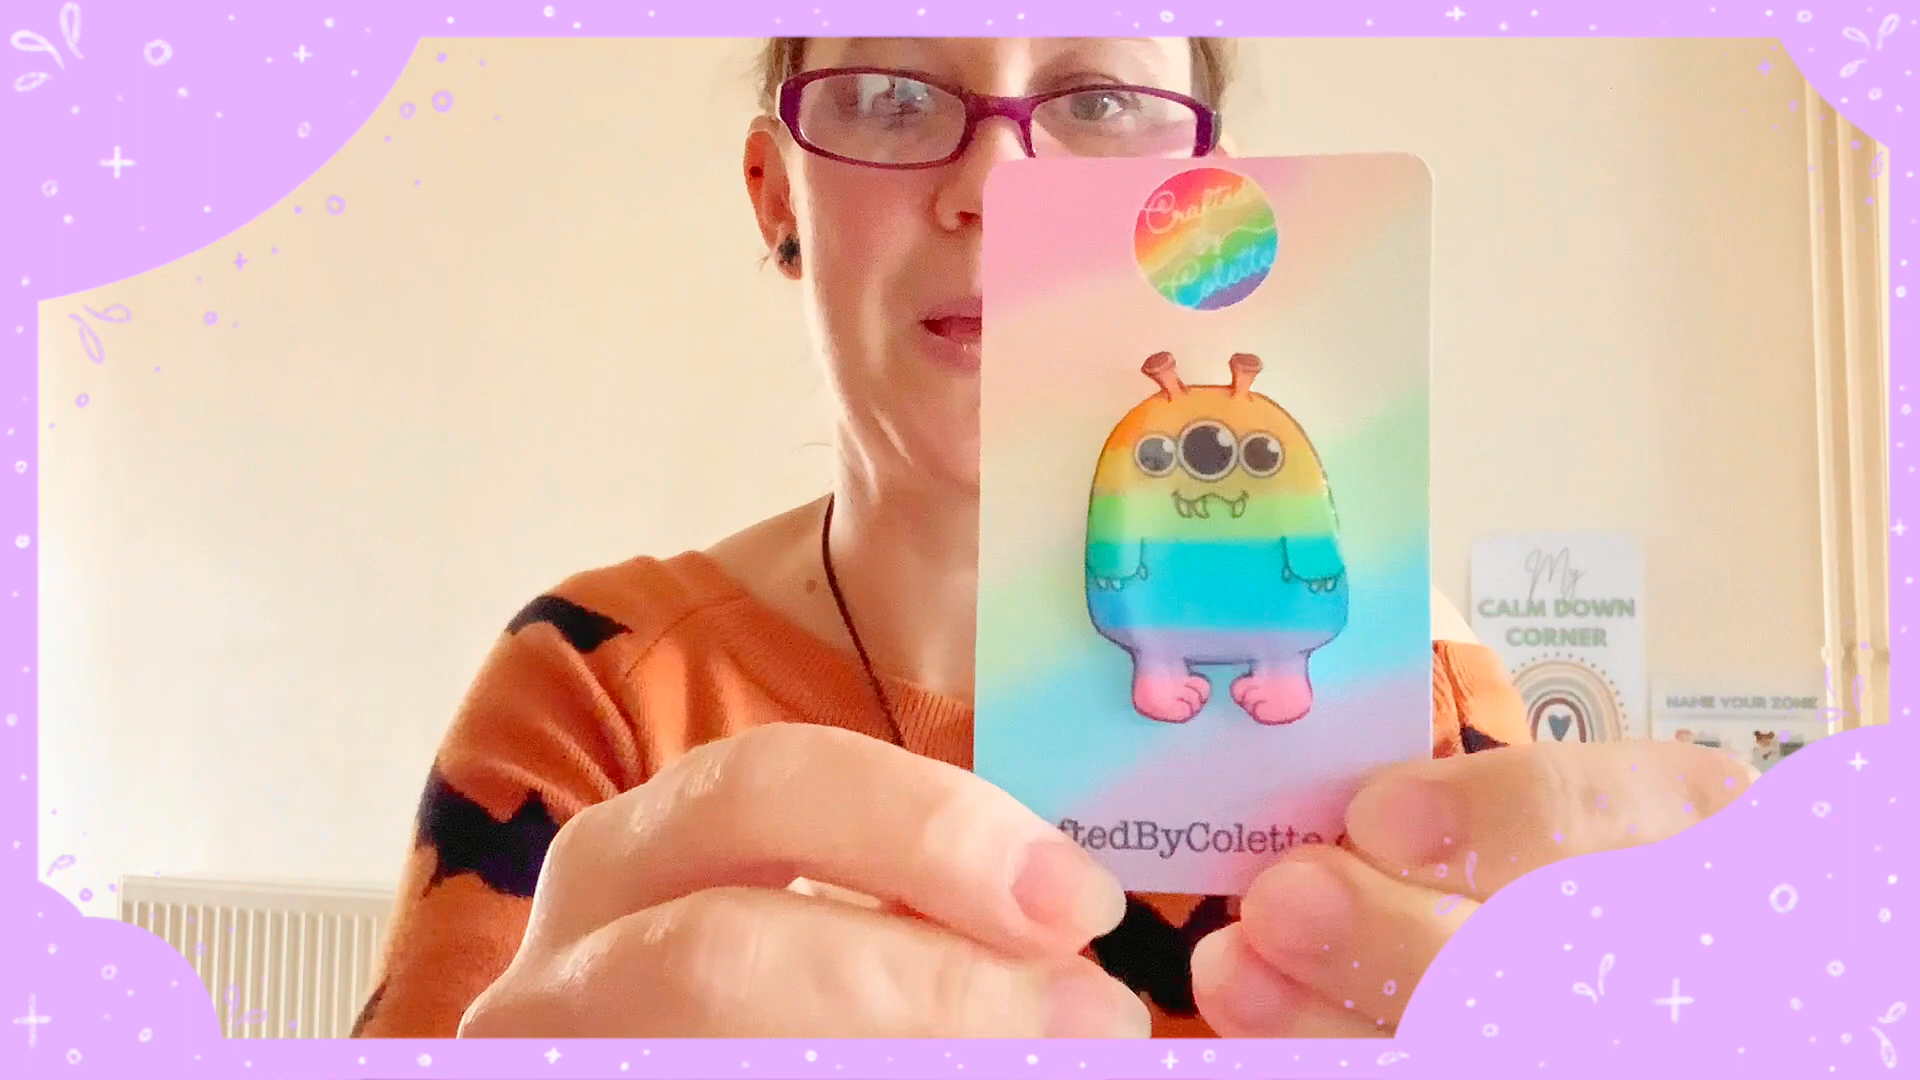 Crafted
By
Colette
ftedByColette
My
CALM DOWN
CORNER
NAME YOUR ZONE